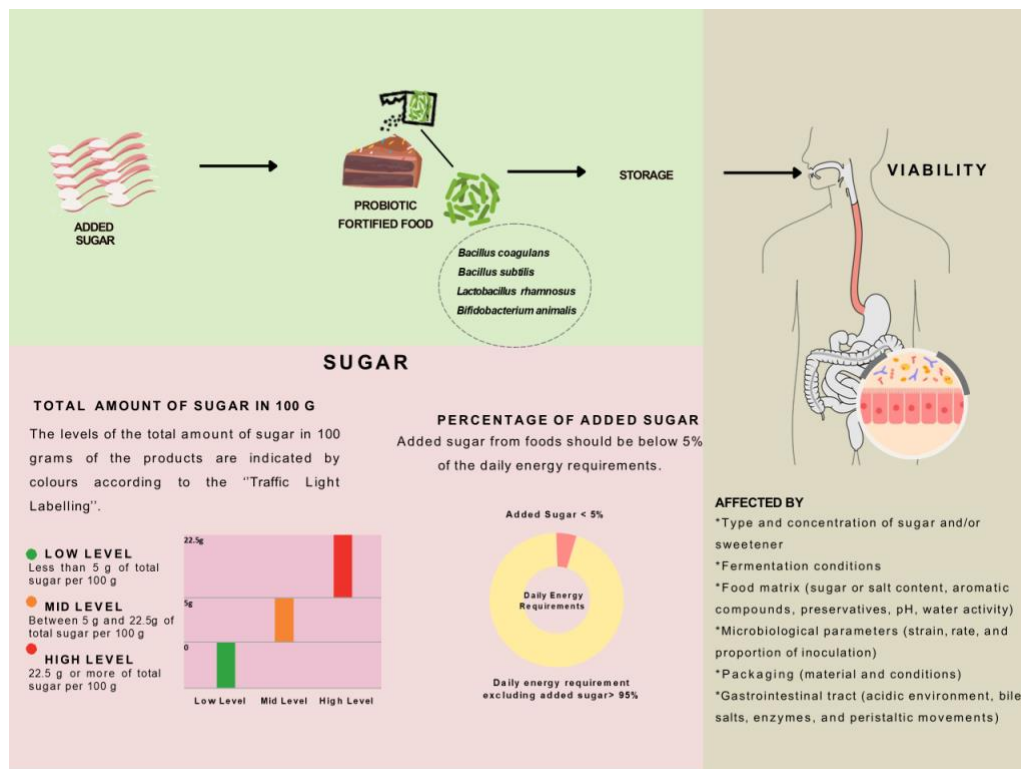 ADDED
SUGAR
PROBIOTIC
FORTIFIED FOOD
Bacillus coagulans
Bacillus subtilis
Lactobacillus rhamnosus
Bifidobacterium animalis
STORAGE
VIABILITY
SUGAR
TOTAL AMOUNT OF SUGAR IN 100 G
The levels of the total amount of sugar in 100
grams of the products are indicated by
colours according to the ‘'Traffic Light
Labelling’'.
LOW LEVEL
Less than 5 g of total
sugar per 100 g
MID LEVEL
Between 5 g and 22.5g of
total sugar per 100 g
HIGH LEVEL
22.5 g or more of total
sugar per 100 g
22.5g
5g
0
Low Level Mid Level High Level
PERCENTAGE OF ADDED SUGAR
Added sugar from foods should be below 5%
of the daily energy requirements.
Added Sugar < 5%
Daily Energy
Requirements
Daily energy requirement
excluding added sugar> 95%
AFFECTED BY
*Type and concentration of sugar and/or
sweetener
*Fermentation conditions
*Food matrix (sugar or salt content, aromatic
compounds, preservatives, pH, water activity)
*Microbiological parameters (strain, rate, and
proportion of inoculation)
*Packaging (material and conditions)
*Gastrointestinal tract (acidic environment, bile
salts, enzymes, and peristaltic movements)